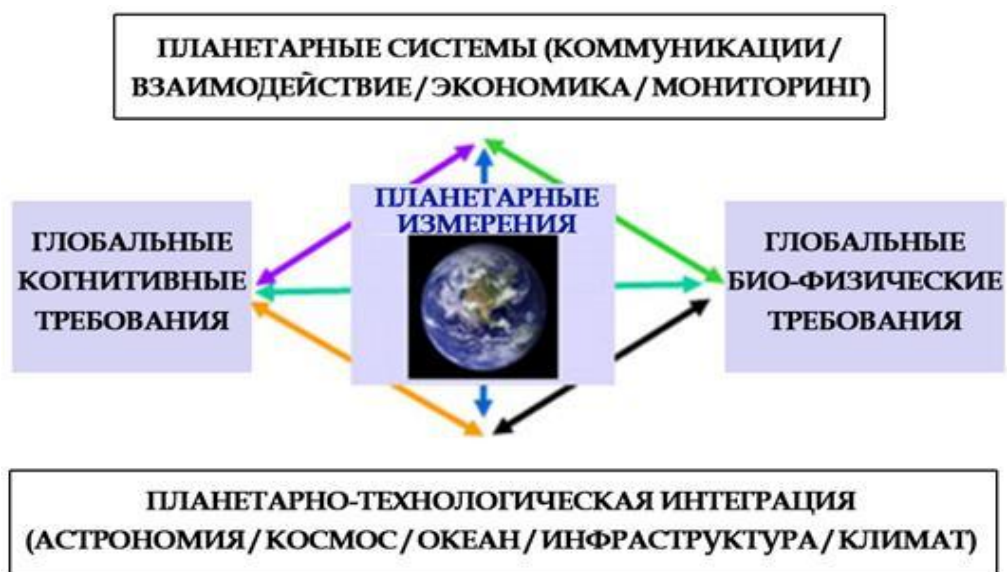 ПЛАНЕТАРНЫЕ СИСТЕМЫ (КОММУНИКАЦИИ /
ВЗАИМОДЕЙСТВИЕ / ЭКОНОМИКА / МОНИТОРИНГ)
ПЛАНЕТАРНЫЕ
ИЗМЕРЕНИЯ
ГЛОБАЛЬНЫЕ
КОГНИТИВНЫЕ
ТРЕБОВАНИЯ
ГЛОБАЛЬНЫЕ
БИО-ФИЗИЧЕСКИЕ
ТРЕБОВАНИЯ
ПЛАНЕТАРНО-ТЕХНОЛОГИЧЕСКАЯ ИНТЕГРАЦИЯ
(АСТРОНОМИЯ / КОСМОС / ОКЕАН / ИНФРАСТРУКТУРА / КЛИМАТ)